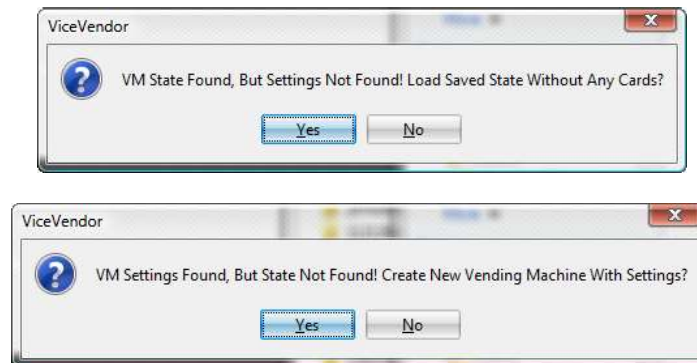 ViceVendor
VM State Found, But Settings Not Found! Load Saved State Without Any Cards?
Yes No
ViceVendor
VM Settings Found, But State Not Found! Create New Vending Machine With Settings?
Yes No